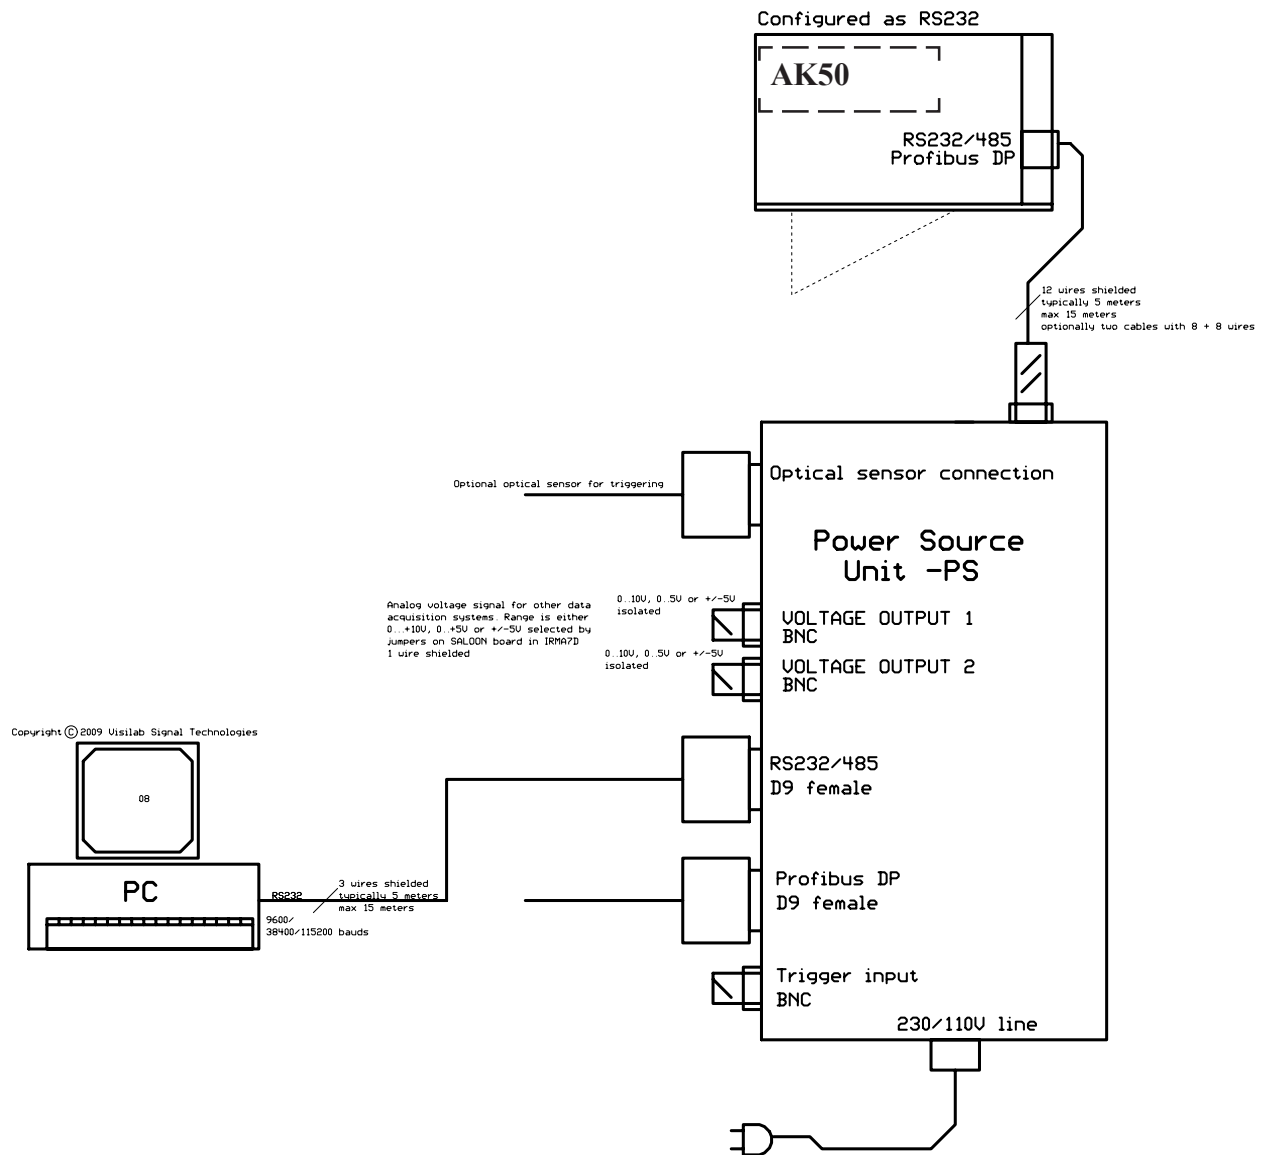 Configured as RS232
AK50
RS232/485
Profibus DP
12 wires shielded
typically 5 meters
max 15 meters
optionally two cables with 8 + 8 wires
Optical sensor connection
Optional optical sensor for triggering
Power Source
Unit -PS
Analog voltage signal for other data
acquisition systems. Range is either
0...+10V, 0..+5V or +/-5V selected by
jumpers on SALOON board in IRMA7D
1 wire shielded
0..10V, 0..5V or +/-5V
isolated
VOLTAGE OUTPUT 1
BNC
0..10V, 0..5V or +/-5V
isolated
VOLTAGE OUTPUT 2
BNC
Copyright © 2009 Visilab Signal Technologies
08
RS232/485
D9 female
PC
RS232
3 wires shielded
typically 5 meters
max 15 meters
9600/
38400/115200 bauds
Profibus DP
D9 female
Trigger input
BNC
230/110V line